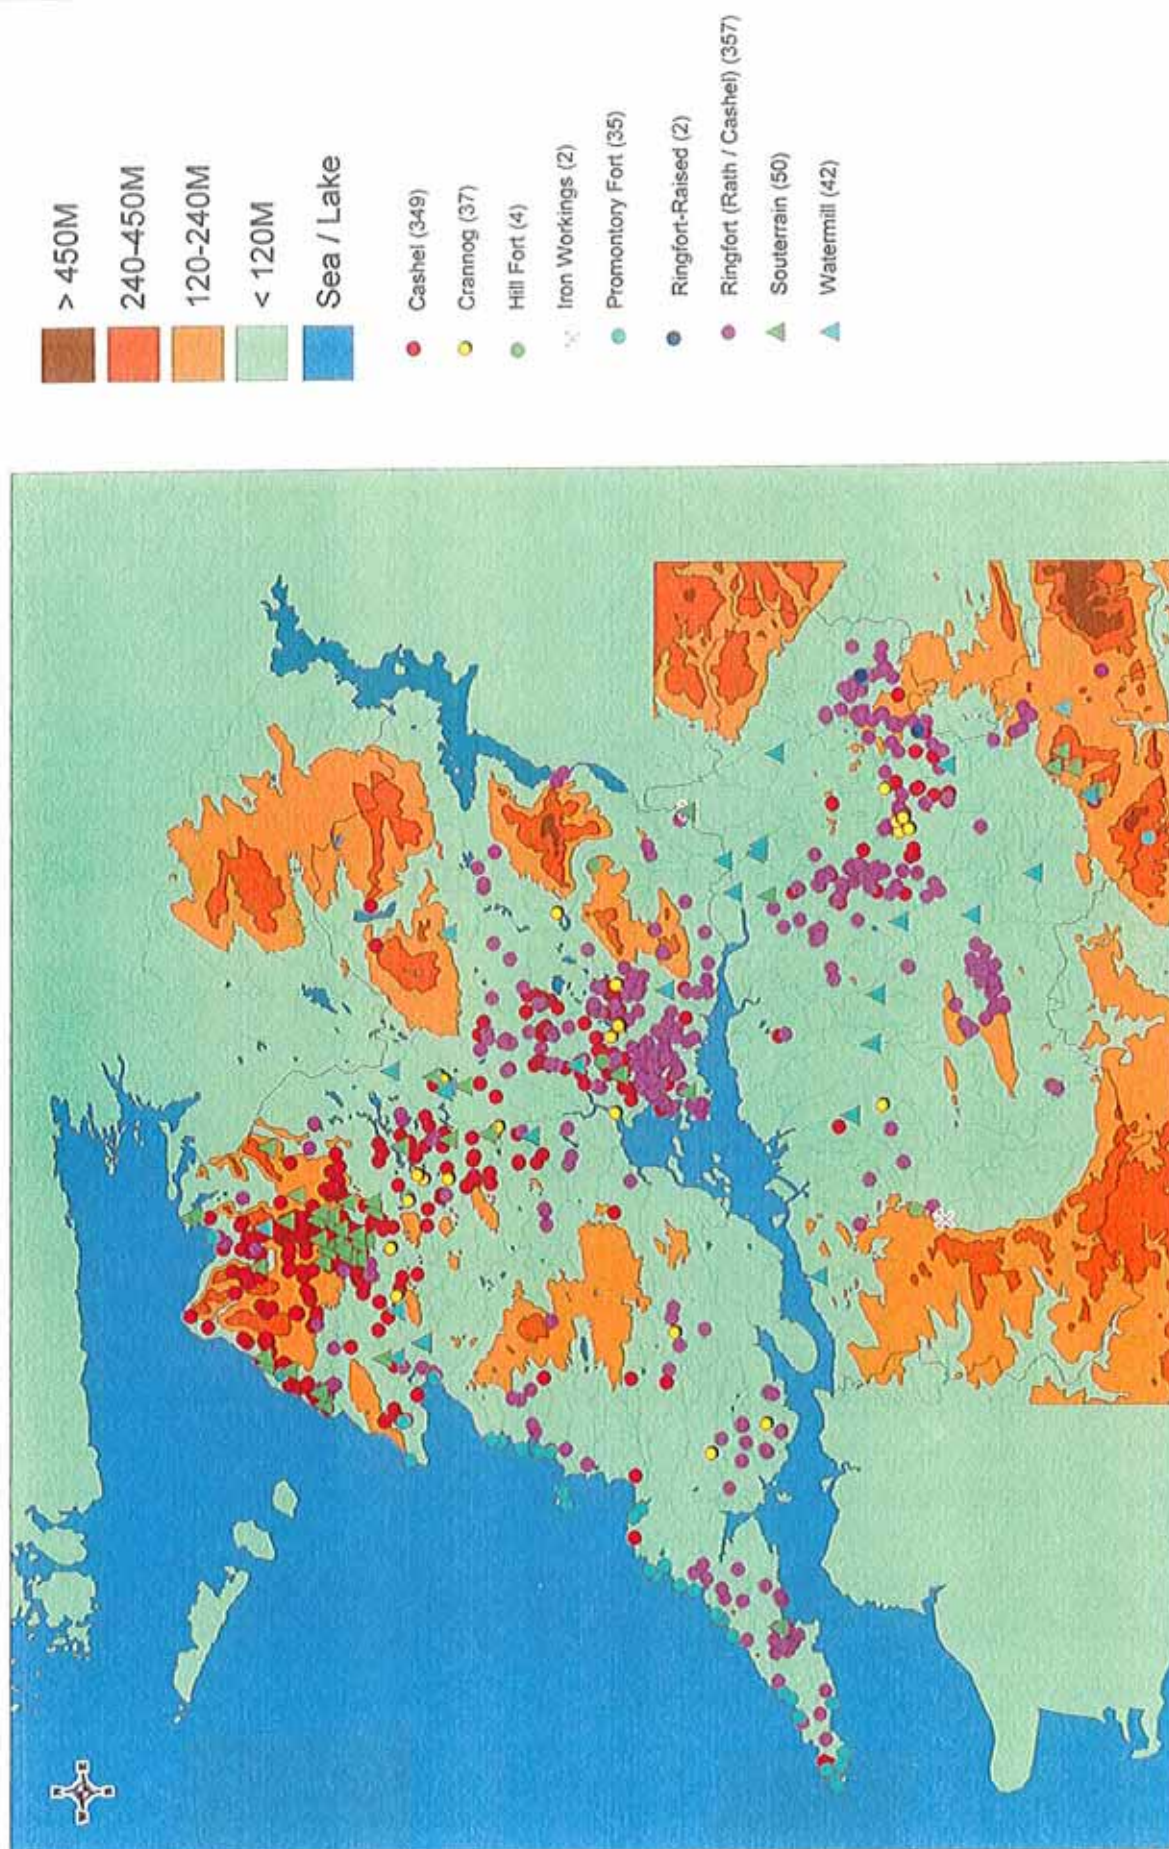 > 450M
240-450M
120-240M
< 120M
Sea / Lake
Cashel (349)
Crannog (37)
Hill Fort (4)
Iron Workings (2)
Promontory Fort (35)
Ringfort-Raised (2)
Ringfort (Rath / Cashel) (357)
Souterrain (50)
Watermill (42)
N
E
S
W